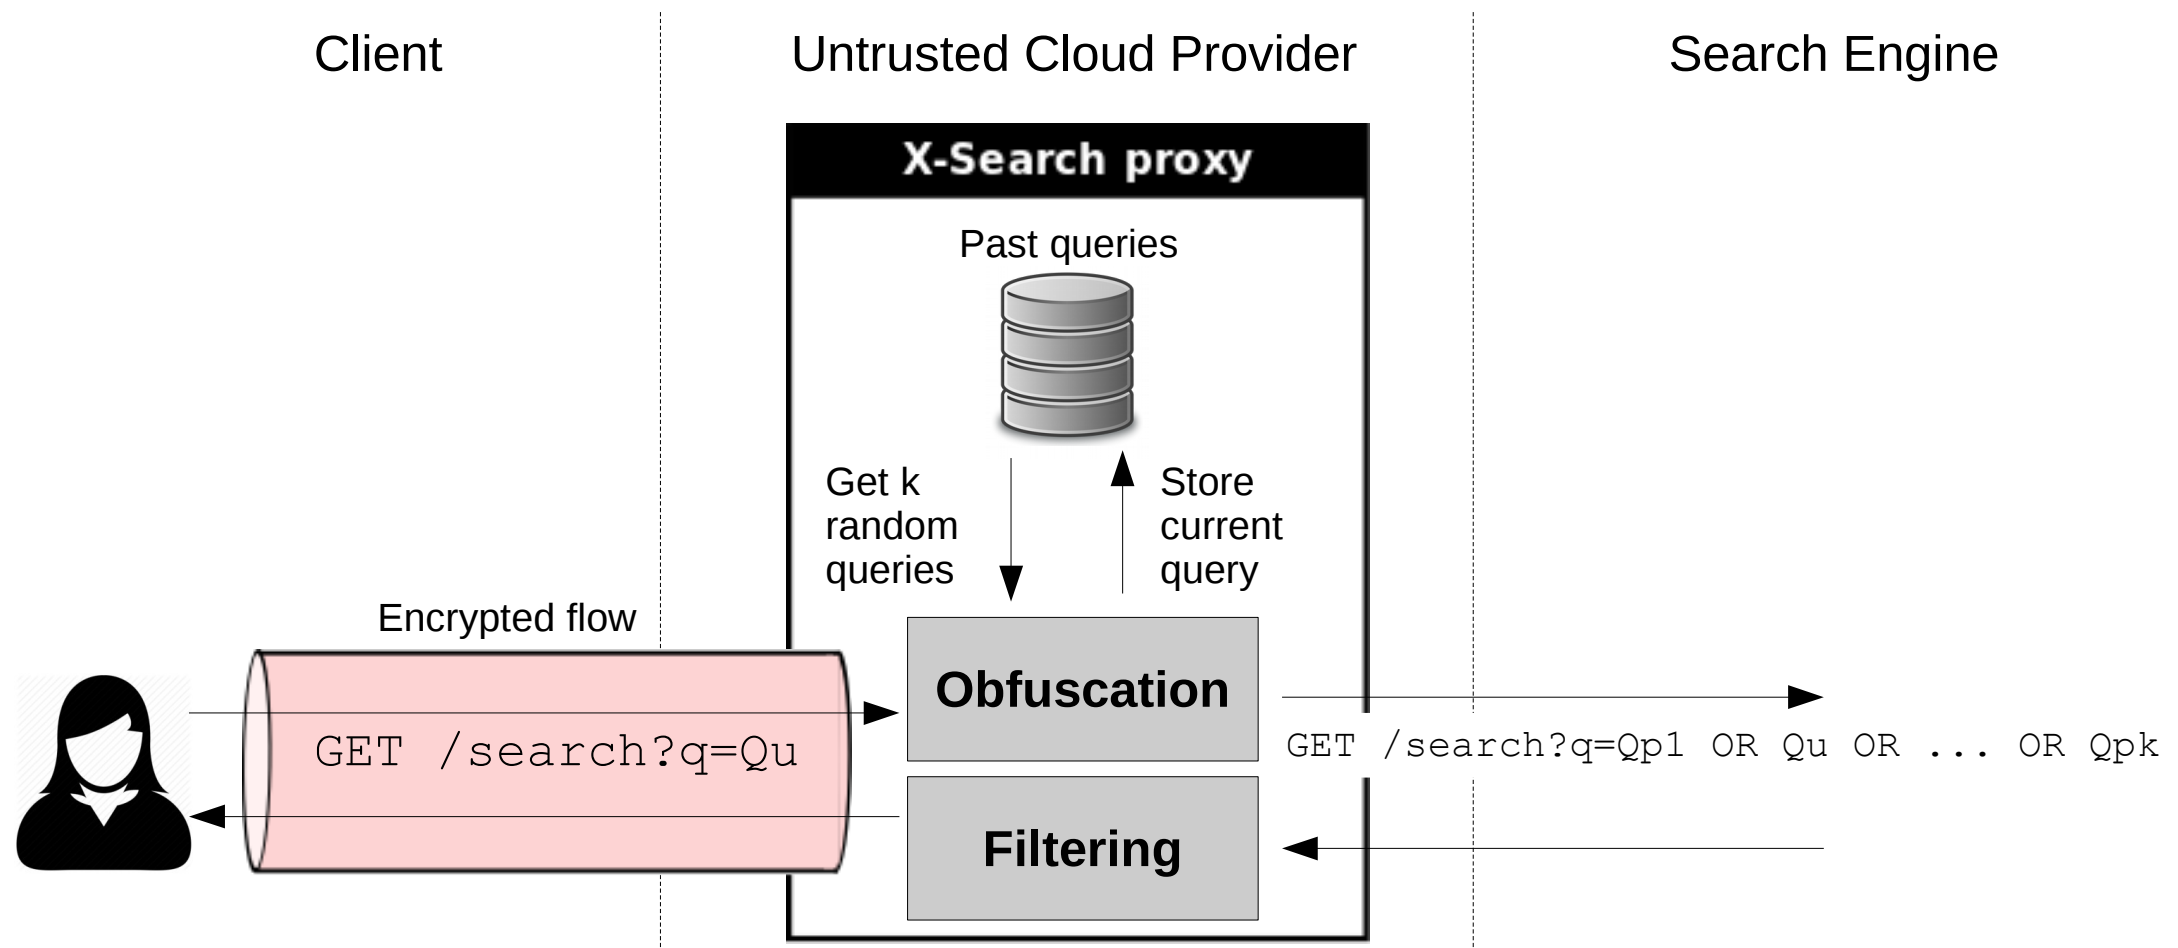 Client
Untrusted Cloud Provider
Search Engine
X-Search proxy
Past queries
Get k
random
queries
Store
current
query
Encrypted flow
GET /search?q=Qu
Obfuscation
GET /search?q=Qp1 OR Qu OR ... OR Qpk
Filtering